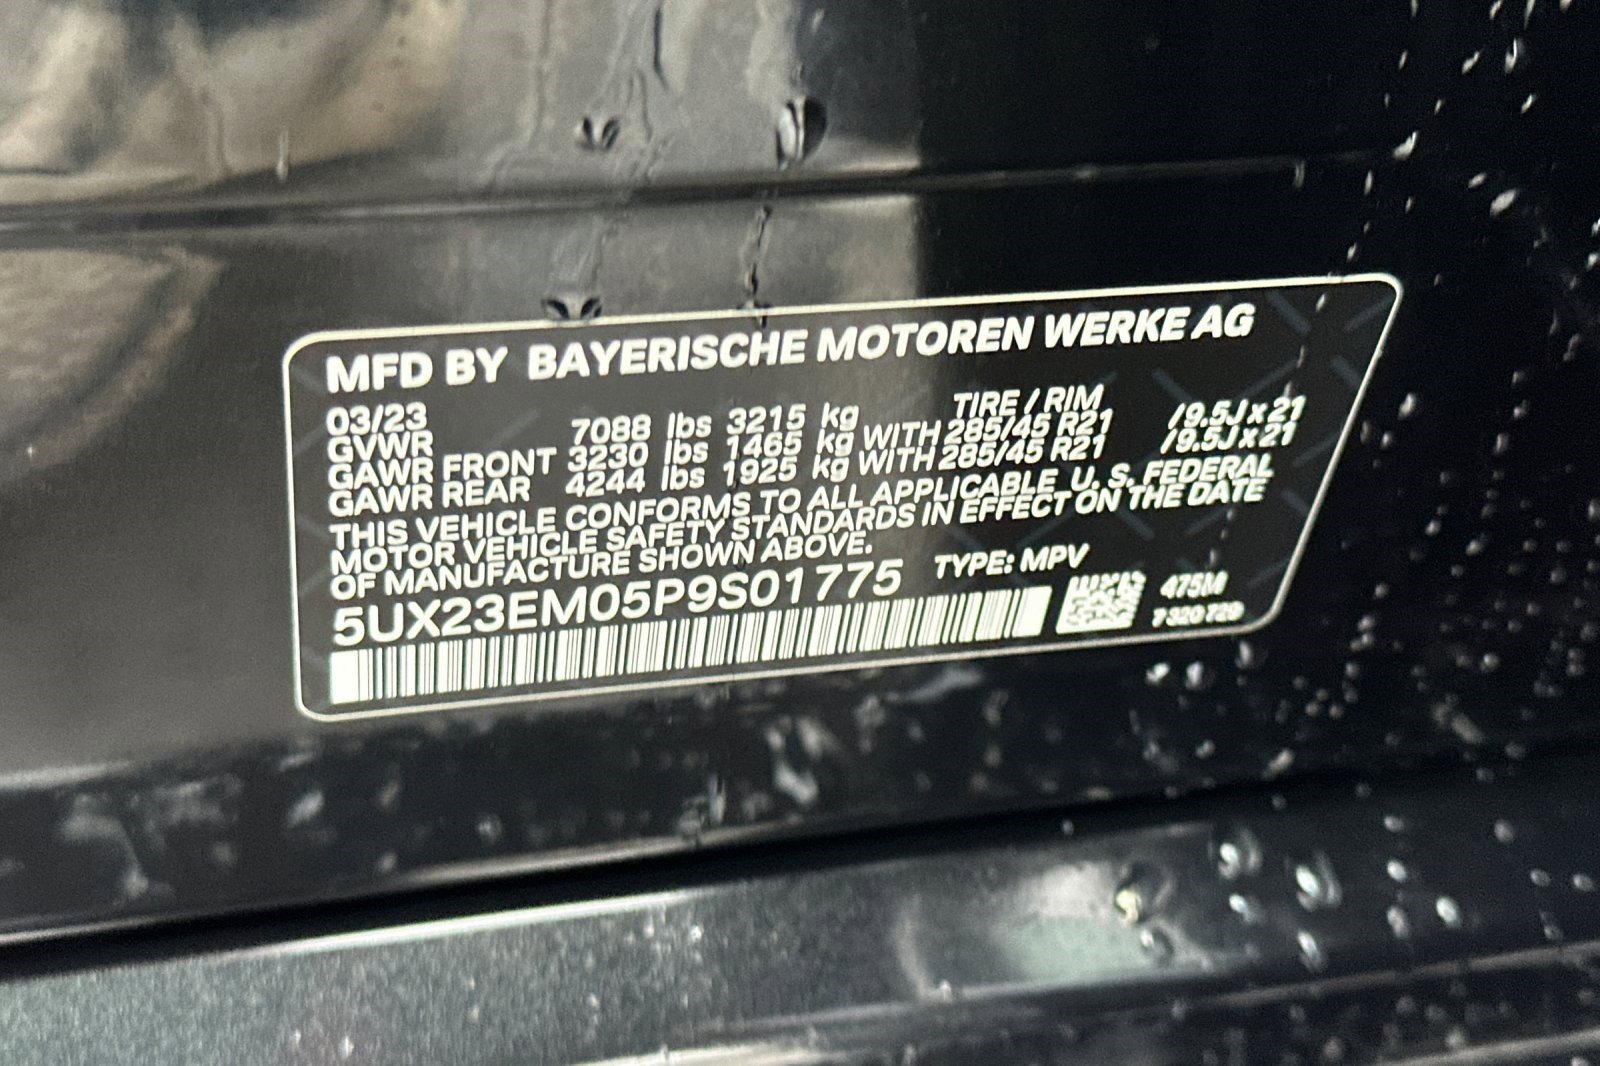 MFD BY BAYERISCHE MOTOREN WERKE AG
03/23 TIRE / RIM
GVWR 7088 lbs 3215 kg
GAWR FRONT 3230 lbs 1465 kg WITH 285/45 R21 /9.5J x 21
GAWR REAR 4244 lbs 1925 kg WITH 285/45 R21 /9.5J x 21
THIS VEHICLE CONFORMS TO ALL APPLICABLE U. S. FEDERAL
MOTOR VEHICLE SAFETY STANDARDS IN EFFECT ON THE DATE
OF MANUFACTURE SHOWN ABOVE.
5UX23EM05P9S01775 TYPE: MPV
475M
7320729